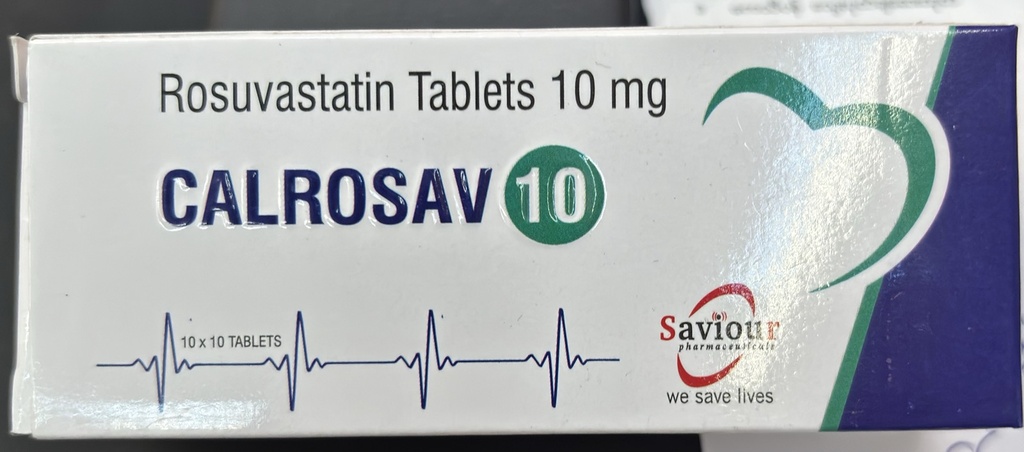 Rosuvastatin Tablets 10 mg
CALROSAV 10
10 x 10 TABLETS
Saviour
pharmaceuticals
we save lives